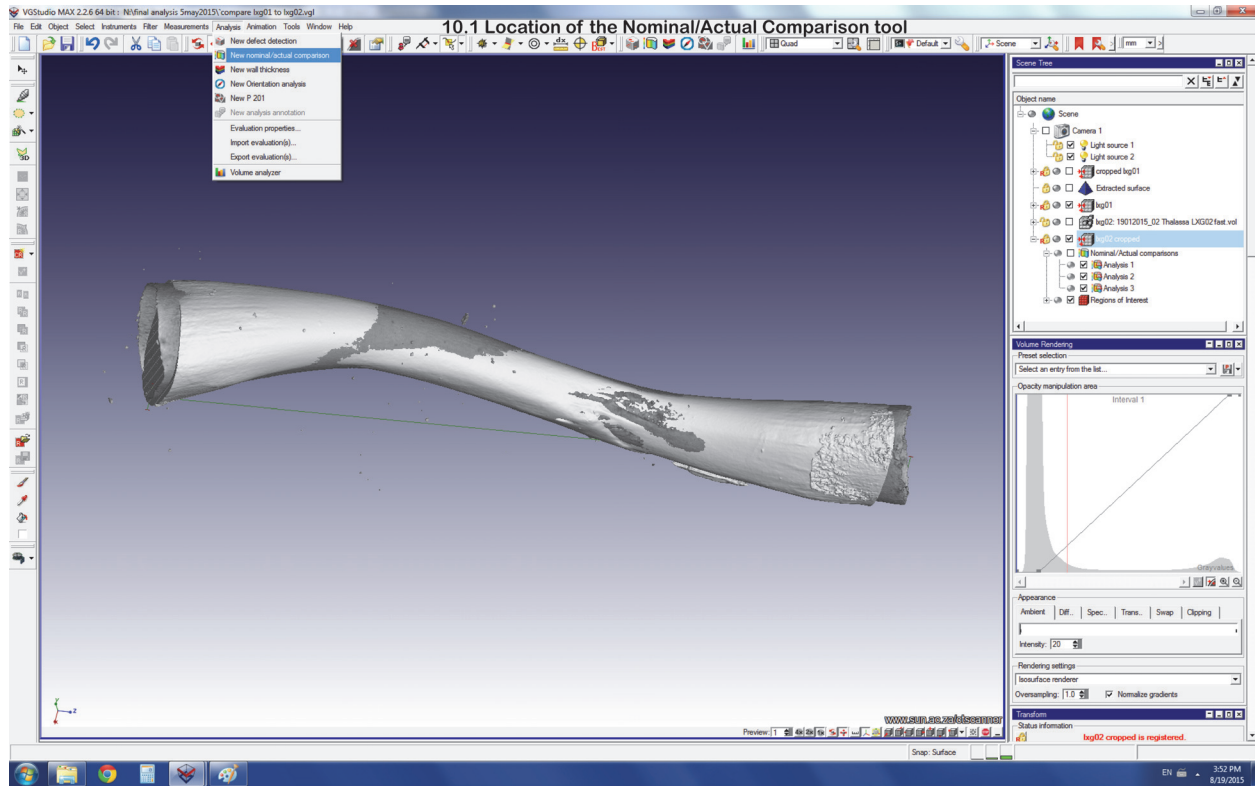 VGStudio MAX 2.2.6 64 bit : N:\final analysis 5may2015\'compare lxg01 to lxg02.vgl
File Edit Object Select Instruments Filter Measurements Analysis Animation Tools Window Help
10.1 Location of the Nominal/Actual Comparison tool
New defect detection
New nominal/actual comparison
New wall thickness
New Orientation analysis
New P 201
New analysis annotation
Evaluation properties...
Import evaluation(s)...
Export evaluation(s)...
Volume analyzer
Quad
Default
Scene
mm
3D
Scene Tree
Object name
Scene
Camera 1
Light source 1
Light source 2
cropped lxg01
Extracted surface
lxg01
lxg02: 19012015_02 Thalassa LXG02 fast.vol
lxg02 cropped
Nominal/Actual comparisons
Analysis 1
Analysis 2
Analysis 3
Regions of Interest
Volume Rendering
Preset selection
Select an entry from the list...
Opacity manipulation area
Interval 1
Grayvalues
Appearance
Ambient Diff.. Spec.. Trans.. Swap Clipping
Intensity: 20
Rendering settings
Isosurface renderer
Oversampling: 1.0 Normalize gradients
Transform
Status information
lxg02 cropped is registered.
y
z
www.sun.ac.za/ctscanner
Preview: 1
Snap: Surface
EN
3:52 PM
8/19/2015